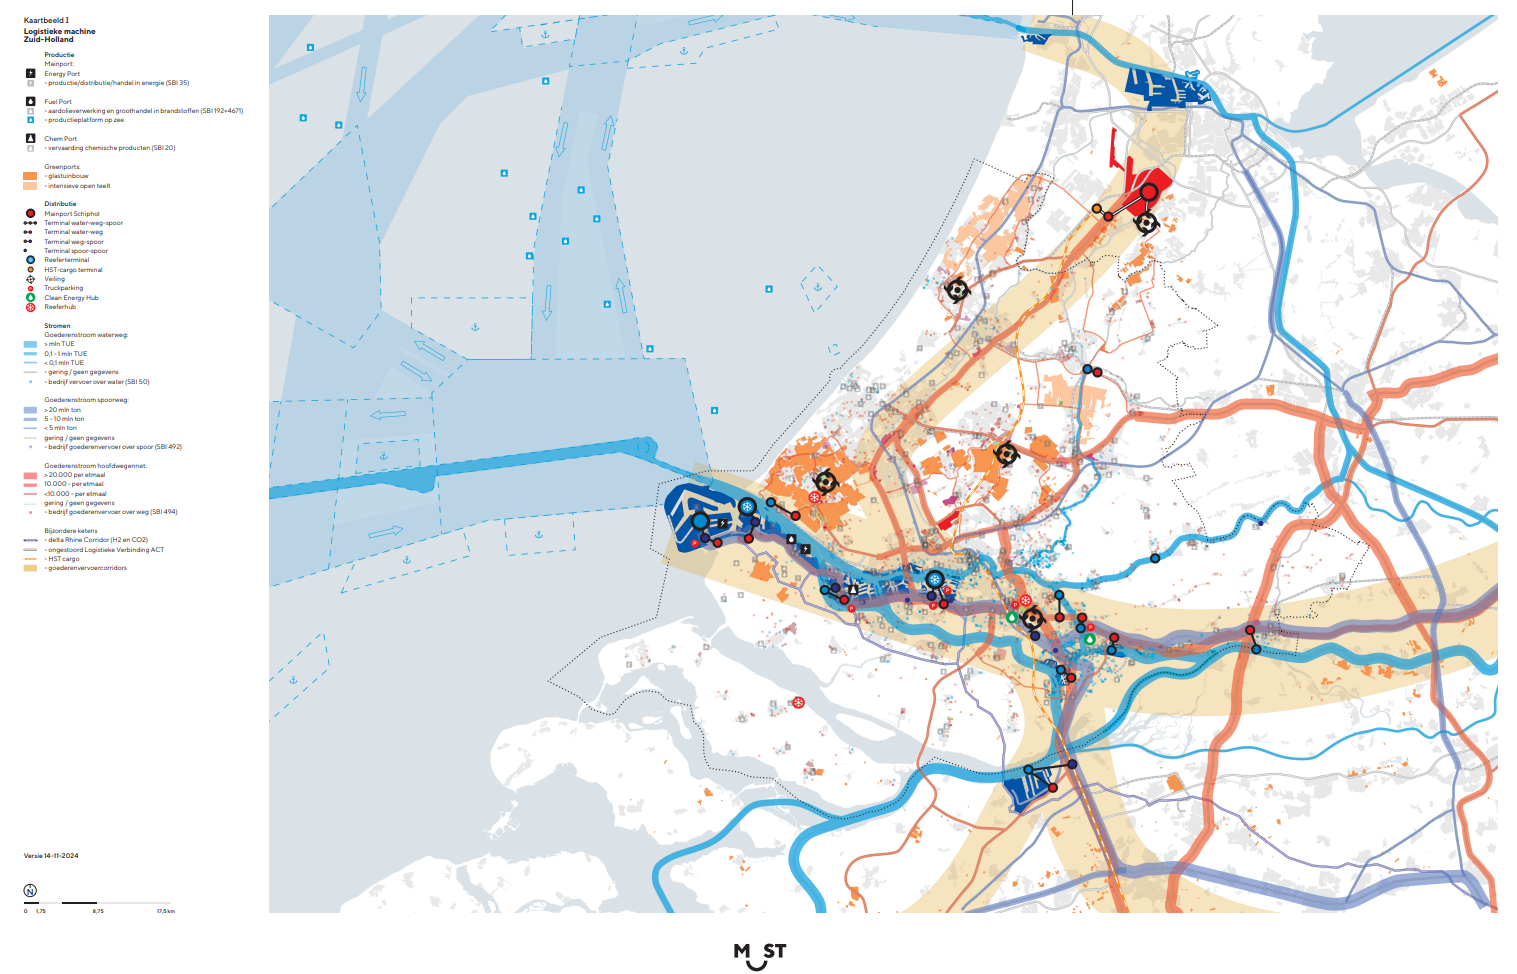 Kaartbeeld I
Logistieke machine
Zuid-Holland
Productie
Mainport:
Energy Port
- productie/distributie/handel in energie (SBI 35)
Fuel Port
- aardolieverwerking en groothandel in brandstoffen (SBI 192+4671)
- productieplatform op zee
Chem Port
- vervaarding chemische producten (SBI 20)
Greenports:
- glastuinbouw
- intensieve open teelt
Distributie
Mainport Schiphol
Terminal water-weg-spoor
Terminal water-weg
Terminal weg-spoor
Terminal spoor-spoor
Reeferterminal
HST-cargo terminal
Veiling
P Truckparking
Clean Energy Hub
Reeferhub
Stromen
Goederenstroom waterweg:
> mln TUE
0,1 - 1 mln TUE
< 0,1 mln TUE
- gering / geen gegevens
- bedrijf vervoer over water (SBI 50)
Goederenstroom spoorweg:
> 20 mln ton
5 - 10 mln ton
< 5 mln ton
gering / geen gegevens
- bedrijf goederenvervoer over spoor (SBI 492)
Goederenstroom hoofdwegennet:
> 20.000 per etmaal
10.000 - per etmaal
<10.000 - per etmaal
gering / geen gegevens
- bedrijf goederenvervoer over weg (SBI 494)
Bijzondere ketens
- delta Rhine Corridor (H2 en CO2)
- ongestoord Logistieke Verbinding ACT
- HST cargo
- goederenvervoercorridors
Versie 14-11-2024
N
0 1,75 8,75 17,5 km
P
P
P
P
P
P
M ST